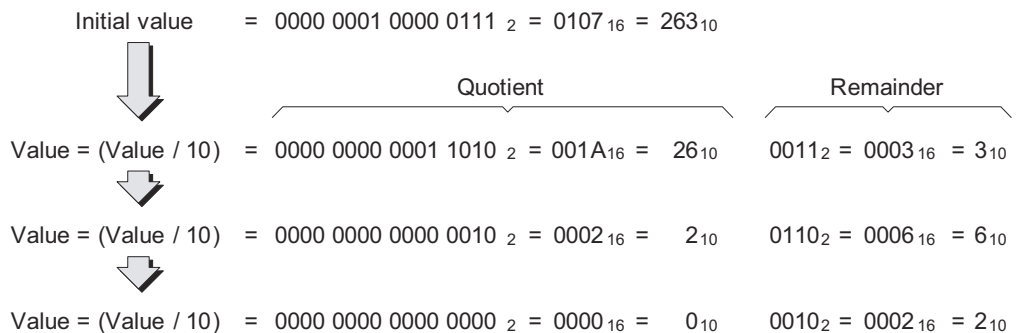 Initial value = 0000 0001 0000 0111 2 = 0107 16 = 263 10
Quotient Remainder
Value = (Value / 10) = 0000 0000 0001 1010 2 = 001A 16 = 26 10 0011 2 = 0003 16 = 3 10
Value = (Value / 10) = 0000 0000 0000 0010 2 = 0002 16 = 2 10 0110 2 = 0006 16 = 6 10
Value = (Value / 10) = 0000 0000 0000 0000 2 = 0000 16 = 0 10 0010 2 = 0002 16 = 2 10